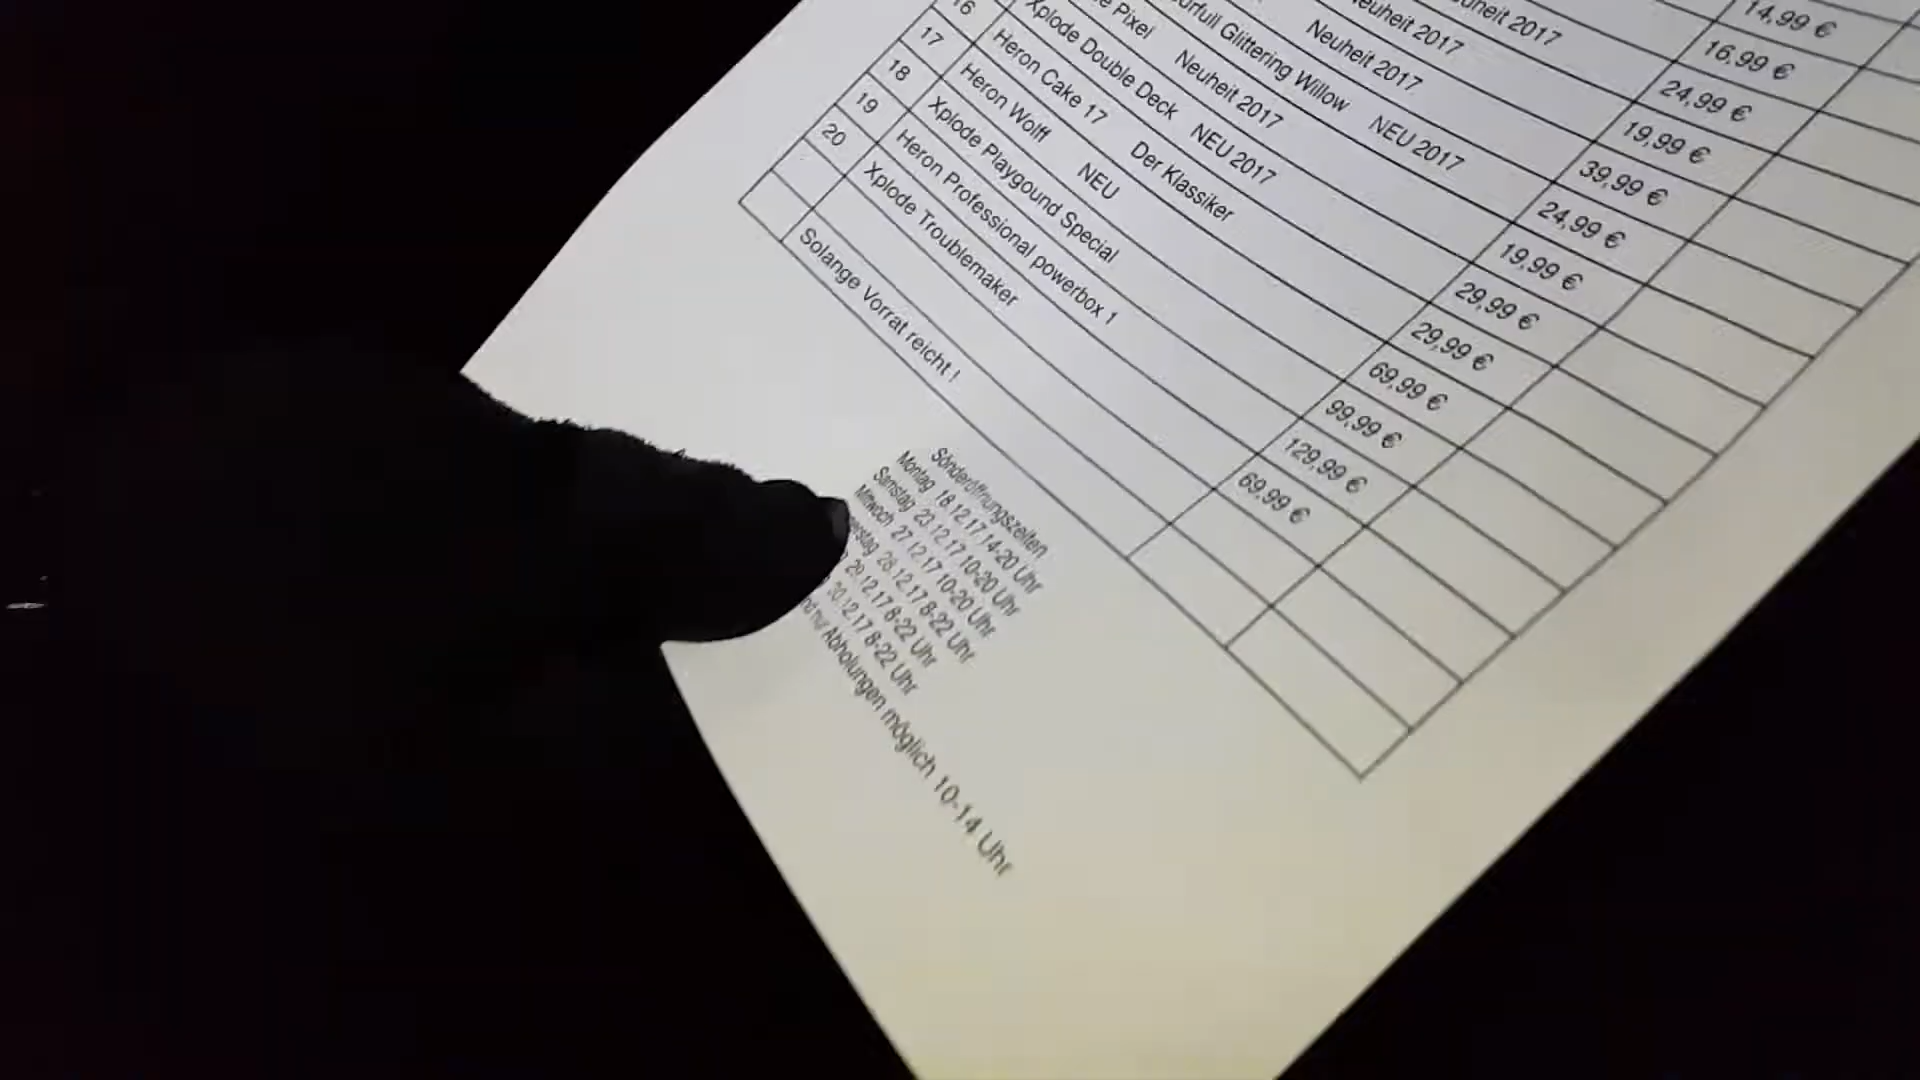 14,99 €
16,99 €
uheit 2017 24,99 €
euheit 2017 19,99 €
Neuheit 2017 39,99 €
urfull Glittering Willow NEU 2017 24,99 €
Pixel Neuheit 2017 19,99 €
Xplode Double Deck NEU 2017 29,99 €
16 Heron Cake 17 Der Klassiker 29,99 €
17 Heron Wolff NEU 69,99 €
18 Xplode Playgound Special 99,99 €
19 Heron Professional powerbox 1 129,99 €
20 Xplode Troublemaker 69,99 €
Solange Vorrat reicht !
Sonderöffnungszeiten
Montag 18.12.17 14-20 Uhr
Samstag 23.12.17 10-20 Uhr
Mittwoch 27.12.17 10-20 Uhr
erstag 28.12.17 8-22 Uhr
29.12.17 8-22 Uhr
30.12.17 8-22 Uhr
nd nur Abholungen möglich 10-14 Uhr